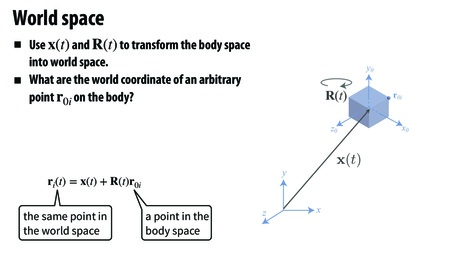 World space
■ Use x(t) and R(t) to transform the body space
into world space.
■ What are the world coordinate of an arbitrary
point r₀ᵢ on the body?
y₀
R(t)
r₀ᵢ
z₀
x₀
x(t)
y
x
z
rᵢ(t) = x(t) + R(t)r₀ᵢ
the same point in
the world space
a point in the
body space